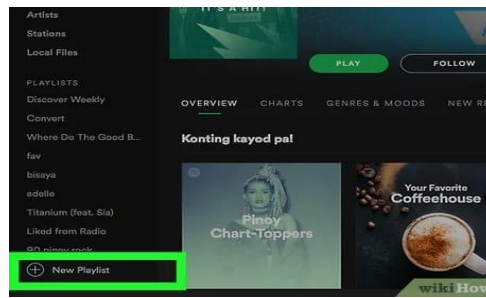 Artists
Stations
Local Files
PLAYLISTS
Discover Weekly
Convert
Where Do The Good B...
fav
bisaya
adelle
Titanium (feat. Sia)
Liked from Radio
90 pinoy rock
New Playlist
IT'S A HIT!
PLAY
FOLLOW
OVERVIEW
CHARTS
GENRES & MOODS
NEW RE
Konting kayod pa!
Pinoy
Chart-Toppers
Your Favorite
Coffeehouse
wikiHow